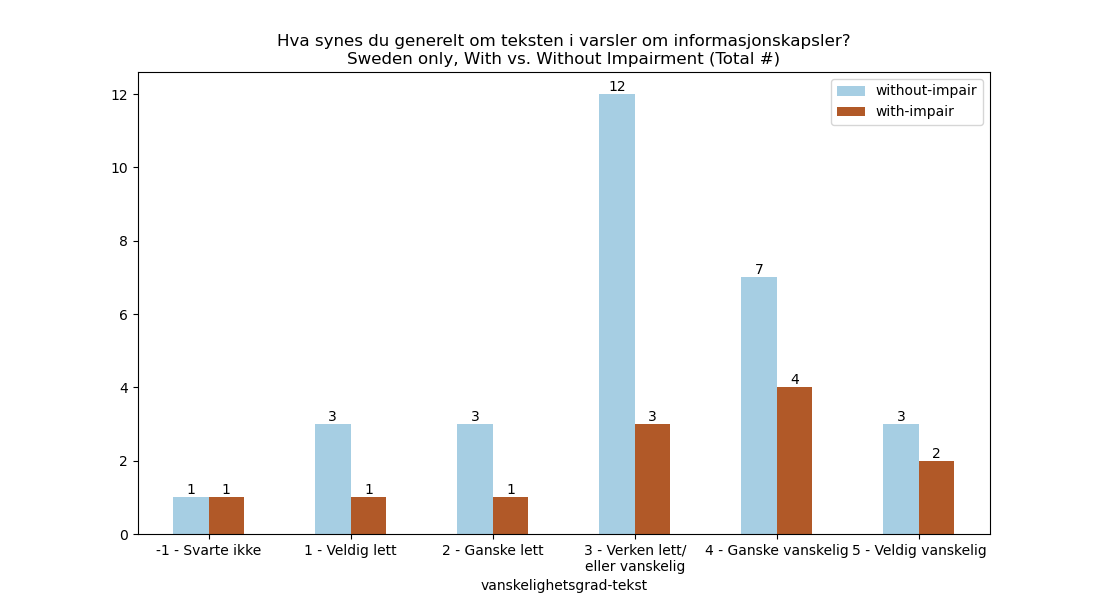 Hva synes du generelt om teksten i varsler om informasjonskapsler?
Sweden only, With vs. Without Impairment (Total #)
without-impair
with-impair
12
10
8
6
4
2
0
1
1
3
1
3
1
12
3
7
4
3
2
-1 - Svarte ikke
1 - Veldig lett
2 - Ganske lett
3 - Verken lett/
eller vanskelig
4 - Ganske vanskelig
5 - Veldig vanskelig
vanskelighetsgrad-tekst